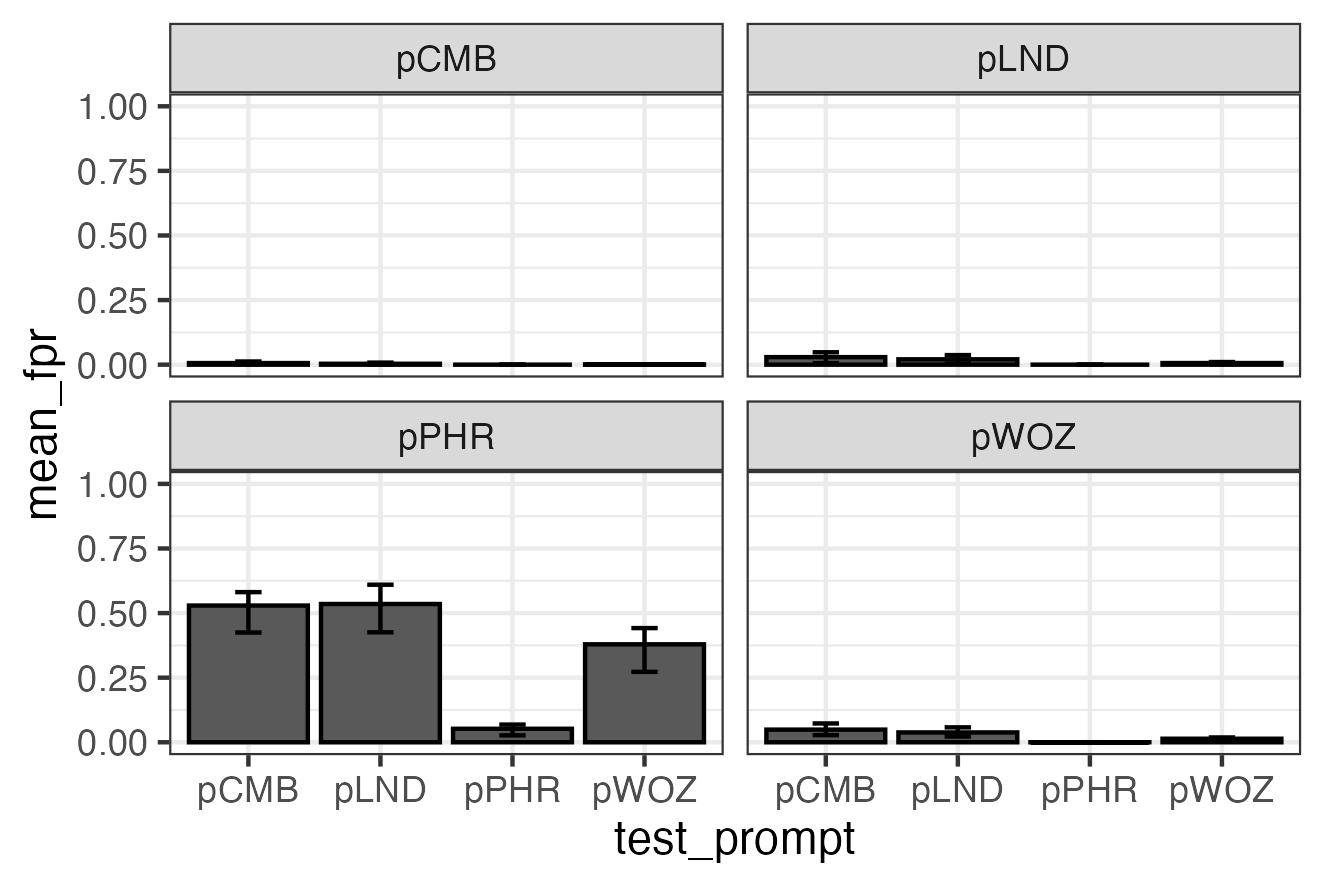 pCMB pLND
1.00
0.75
0.50
0.25
0.00
pPHR pWOZ
mean_fpr
1.00
0.75
0.50
0.25
0.00
pCMB pLND pPHR pWOZ pCMB pLND pPHR pWOZ
test_prompt